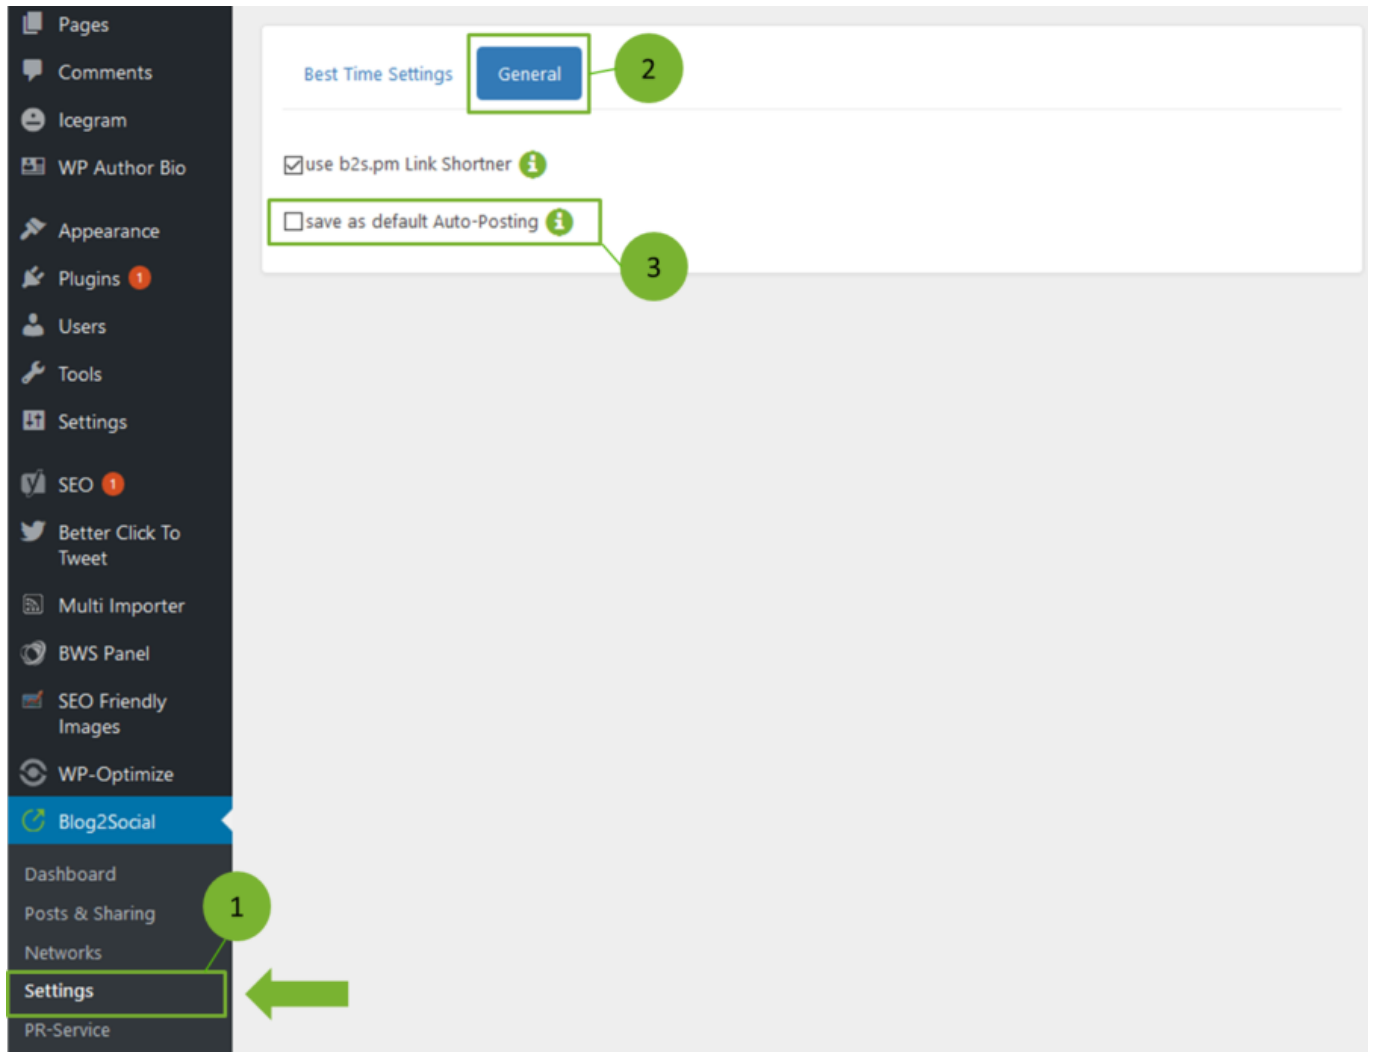 Pages
Comments
Icegram
WP Author Bio
Appearance
Plugins 1
Users
Tools
Settings
SEO 1
Better Click To
Tweet
Multi Importer
BWS Panel
SEO Friendly
Images
WP-Optimize
Blog2Social
Dashboard
Posts & Sharing
1
Networks
Settings
PR-Service
Best Time Settings
General
2
use b2s.pm Link Shortner
save as default Auto-Posting
3